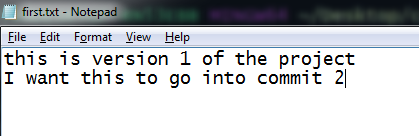 first.txt - Notepad
File Edit Format View Help
this is version 1 of the project
I want this to go into commit 2